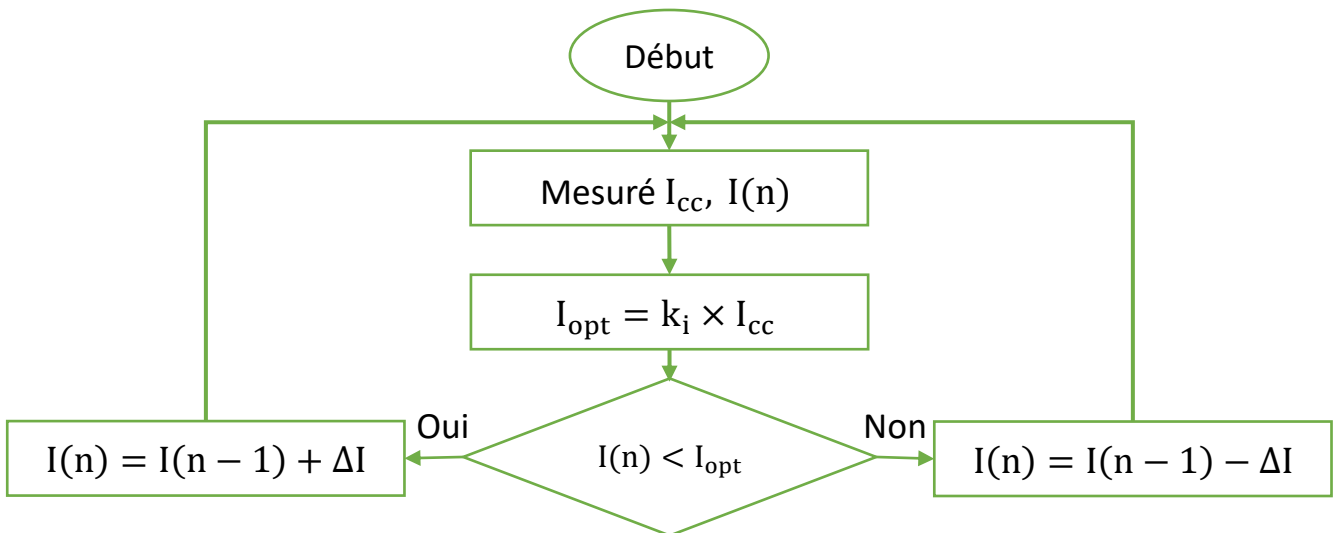 Début
Mesuré I_cc, I(n)
I_opt = k_i × I_cc
Oui
Non
I(n) = I(n − 1) + ΔI
I(n) < I_opt
I(n) = I(n − 1) − ΔI